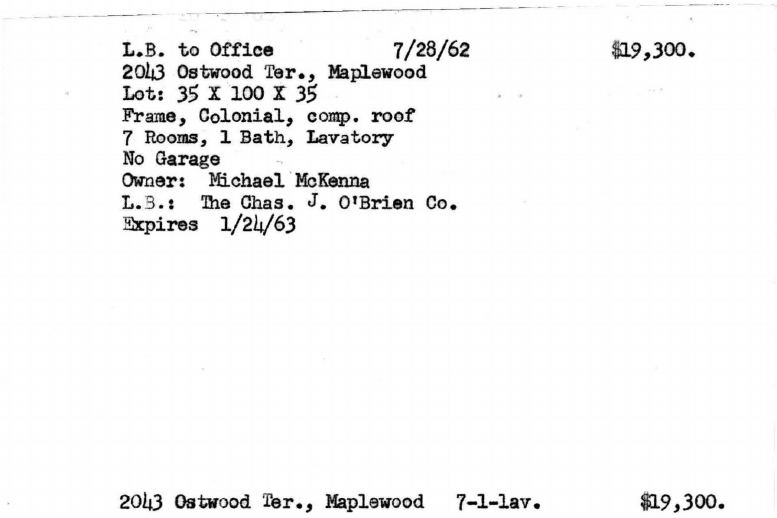 L.B. to Office 7/28/62 $19,300.
2043 Ostwood Ter., Maplewood
Lot: 35 X 100 X 35
Frame, Colonial, comp. roof
7 Rooms, 1 Bath, Lavatory
No Garage
Owner: Michael McKenna
L.B.: The Chas. J. O'Brien Co.
Expires 1/24/63
2043 Ostwood Ter., Maplewood 7-1-lav. $19,300.